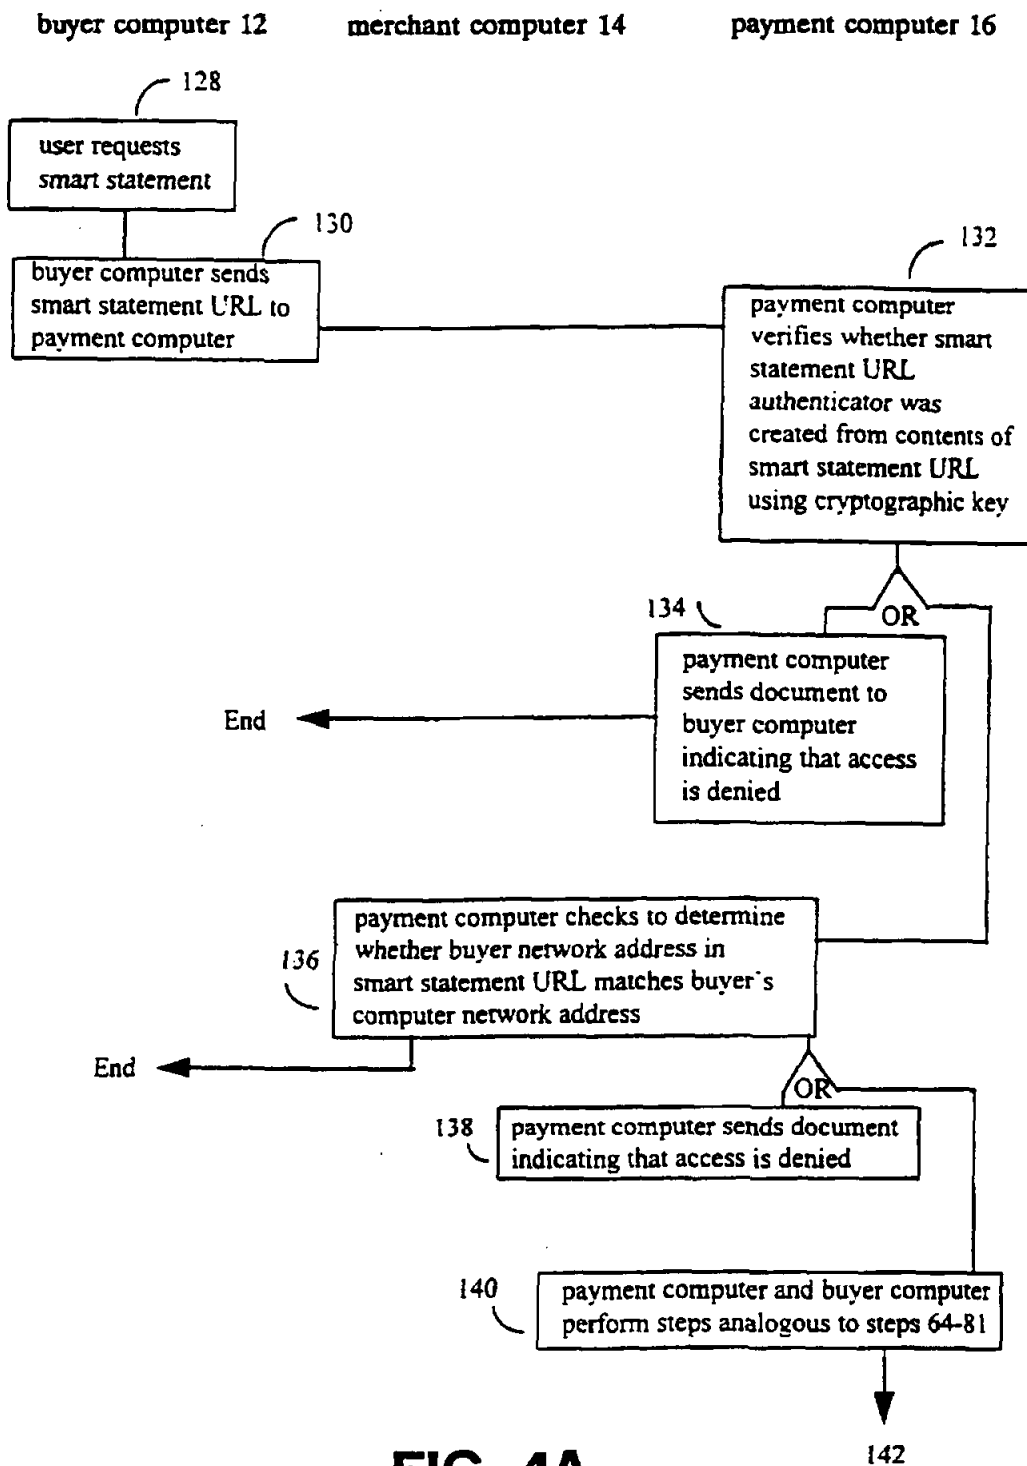 buyer computer 12 merchant computer 14 payment computer 16
128
user requests
smart statement
130
buyer computer sends
smart statement URL to
payment computer
132
payment computer
verifies whether smart
statement URL
authenticator was
created from contents of
smart statement URL
using cryptographic key
OR
134
payment computer
sends document to
buyer computer
indicating that access
is denied
End
136
payment computer checks to determine
whether buyer network address in
smart statement URL matches buyer's
computer network address
End
OR
138
payment computer sends document
indicating that access is denied
140
payment computer and buyer computer
perform steps analogous to steps 64-81
142
FIG. 4A